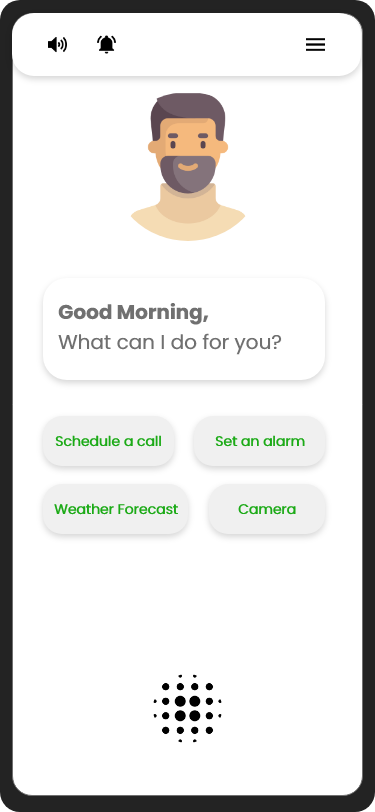 Good Morning,
What can I do for you?
Schedule a call
Set an alarm
Weather Forecast
Camera